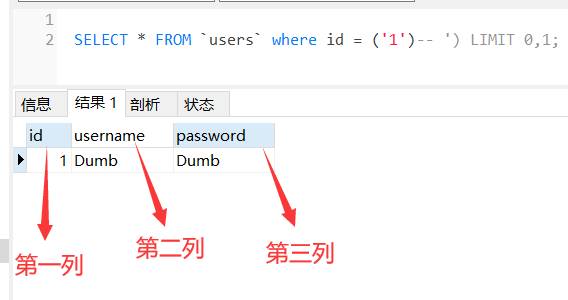 1
2 SELECT * FROM `users` where id = ('1')-- ') LIMIT 0,1;
信息 结果 1 剖析 状态
id username password
1 Dumb Dumb
第一列 第二列 第三列